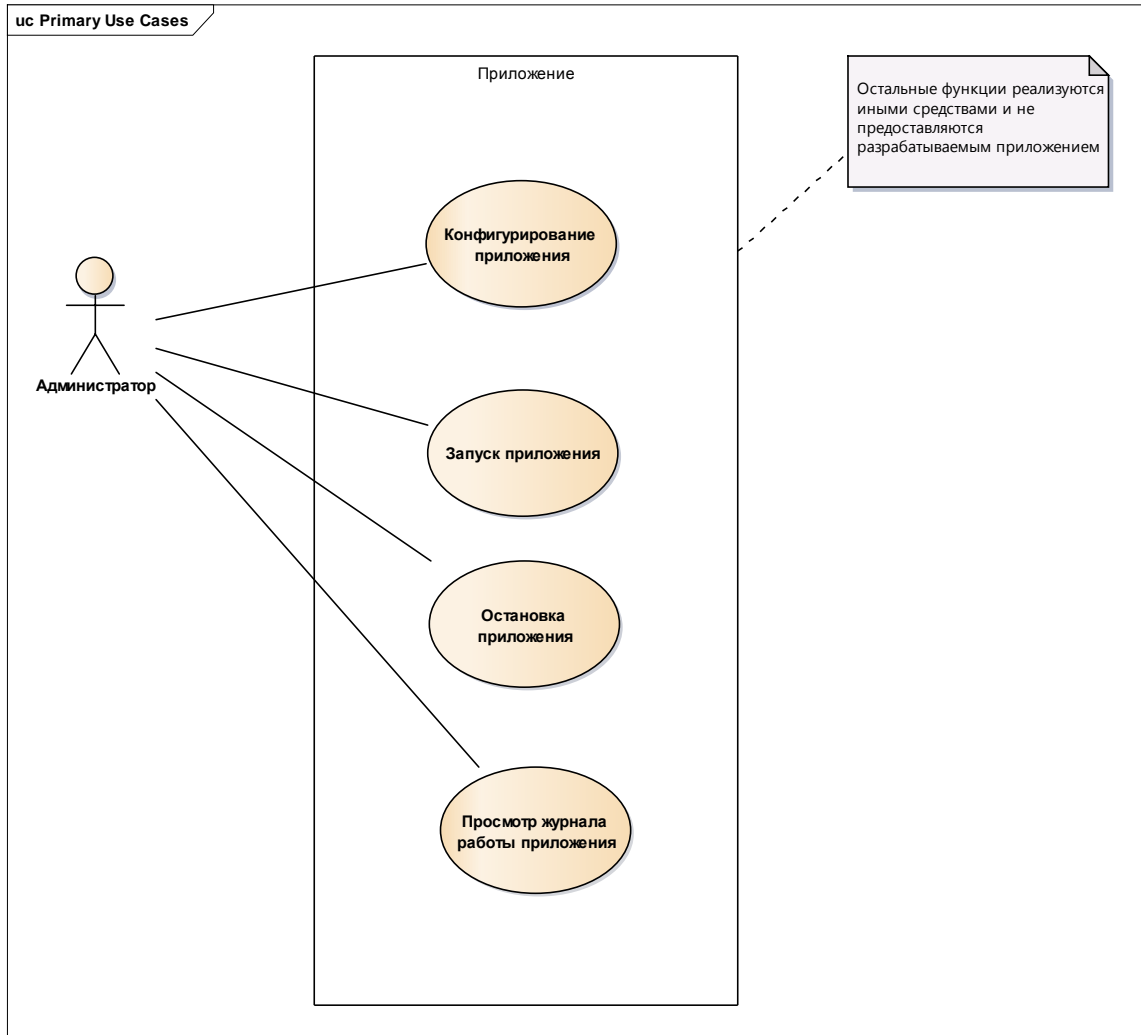 uc Primary Use Cases
Приложение
Остальные функции реализуются
иными средствами и не
предоставляются
разрабатываемым приложением
Конфигурирование
приложения
Администратор
Запуск приложения
Остановка
приложения
Просмотр журнала
работы приложения